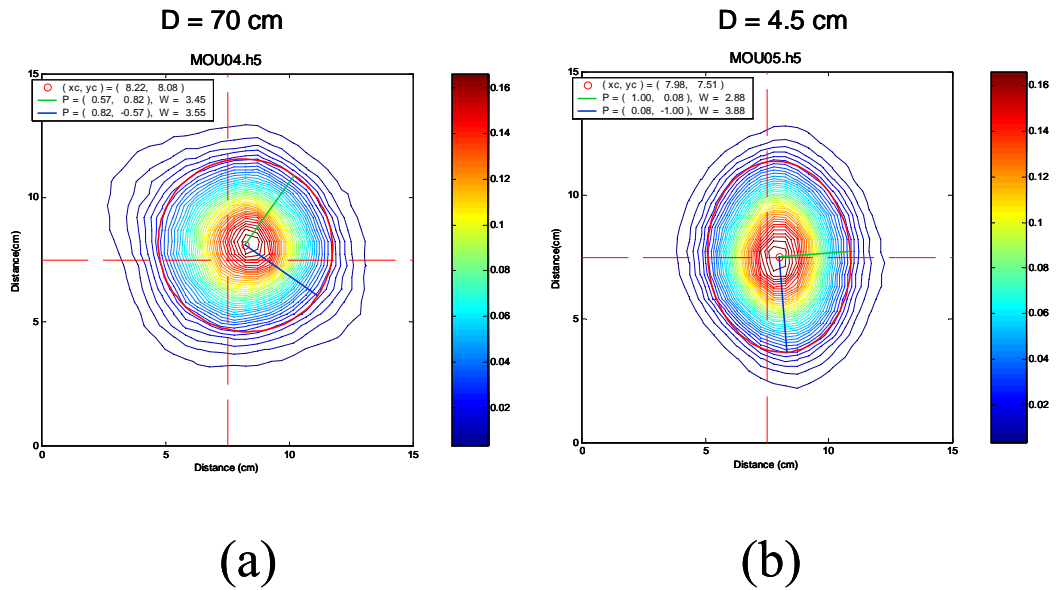 D = 70 cm
MOU04.h5
( xc, yc ) = ( 8.22, 8.08 )
P = ( 0.57, 0.82 ), W = 3.45
P = ( 0.82, -0.57 ), W = 3.55
15
10
5
0
Distance(cm)
0
5
10
15
Distance (cm)
0.16
0.14
0.12
0.1
0.08
0.06
0.04
0.02
(a)
D = 4.5 cm
MOU05.h5
( xc, yc ) = ( 7.98, 7.51 )
P = ( 1.00, 0.08 ), W = 2.88
P = ( 0.08, -1.00 ), W = 3.88
15
10
5
0
Distance(cm)
0
5
10
15
Distance (cm)
0.16
0.14
0.12
0.1
0.08
0.06
0.04
0.02
(b)